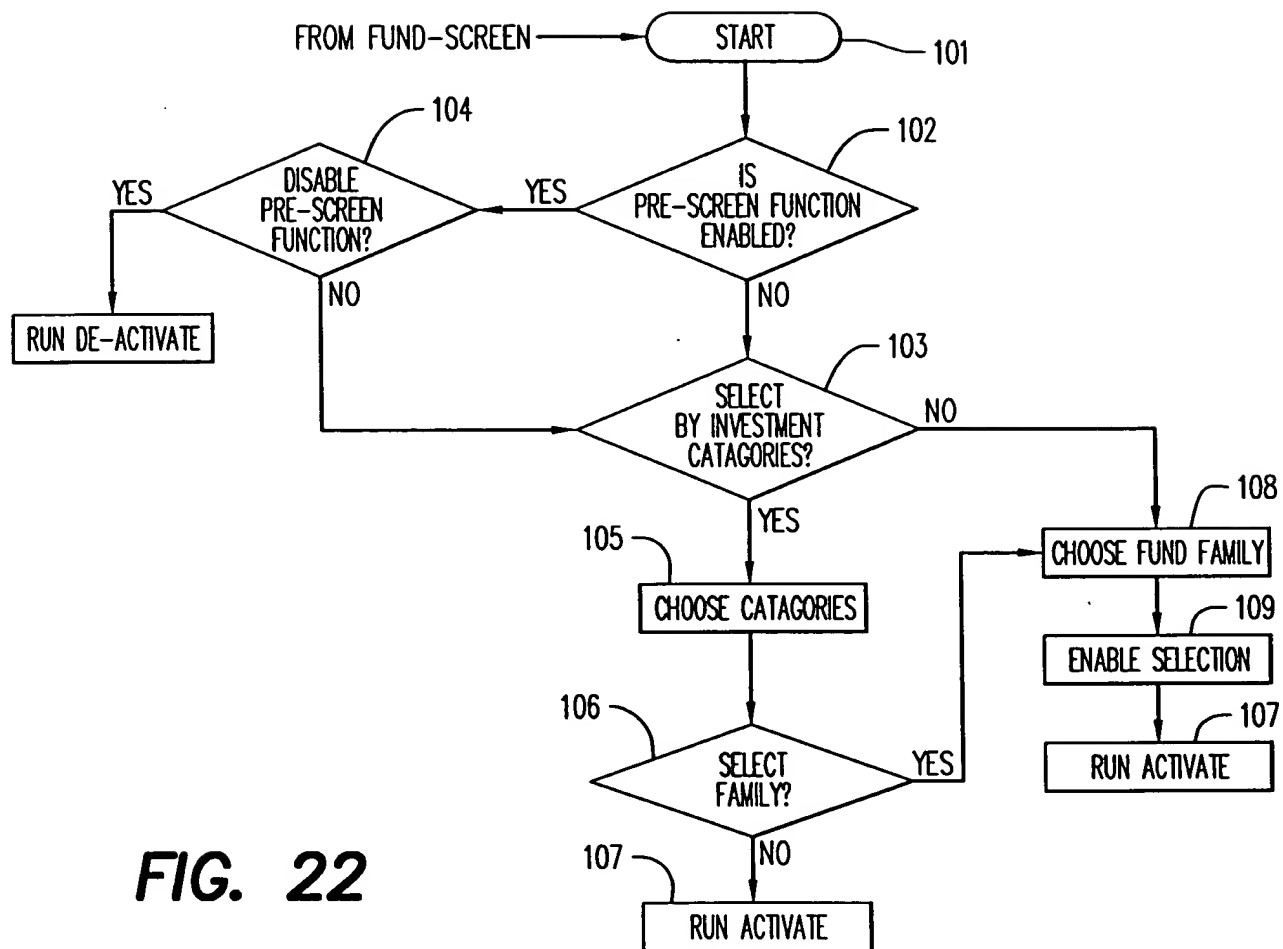 FROM FUND-SCREEN
START
101
104
102
DISABLE
PRE-SCREEN
FUNCTION?
YES
YES
IS
PRE-SCREEN FUNCTION
ENABLED?
NO
NO
RUN DE-ACTIVATE
103
SELECT
BY INVESTMENT
CATAGORIES?
NO
YES
108
CHOOSE FUND FAMILY
105
CHOOSE CATAGORIES
109
ENABLE SELECTION
106
SELECT
FAMILY?
YES
107
RUN ACTIVATE
NO
107
RUN ACTIVATE
FIG. 22